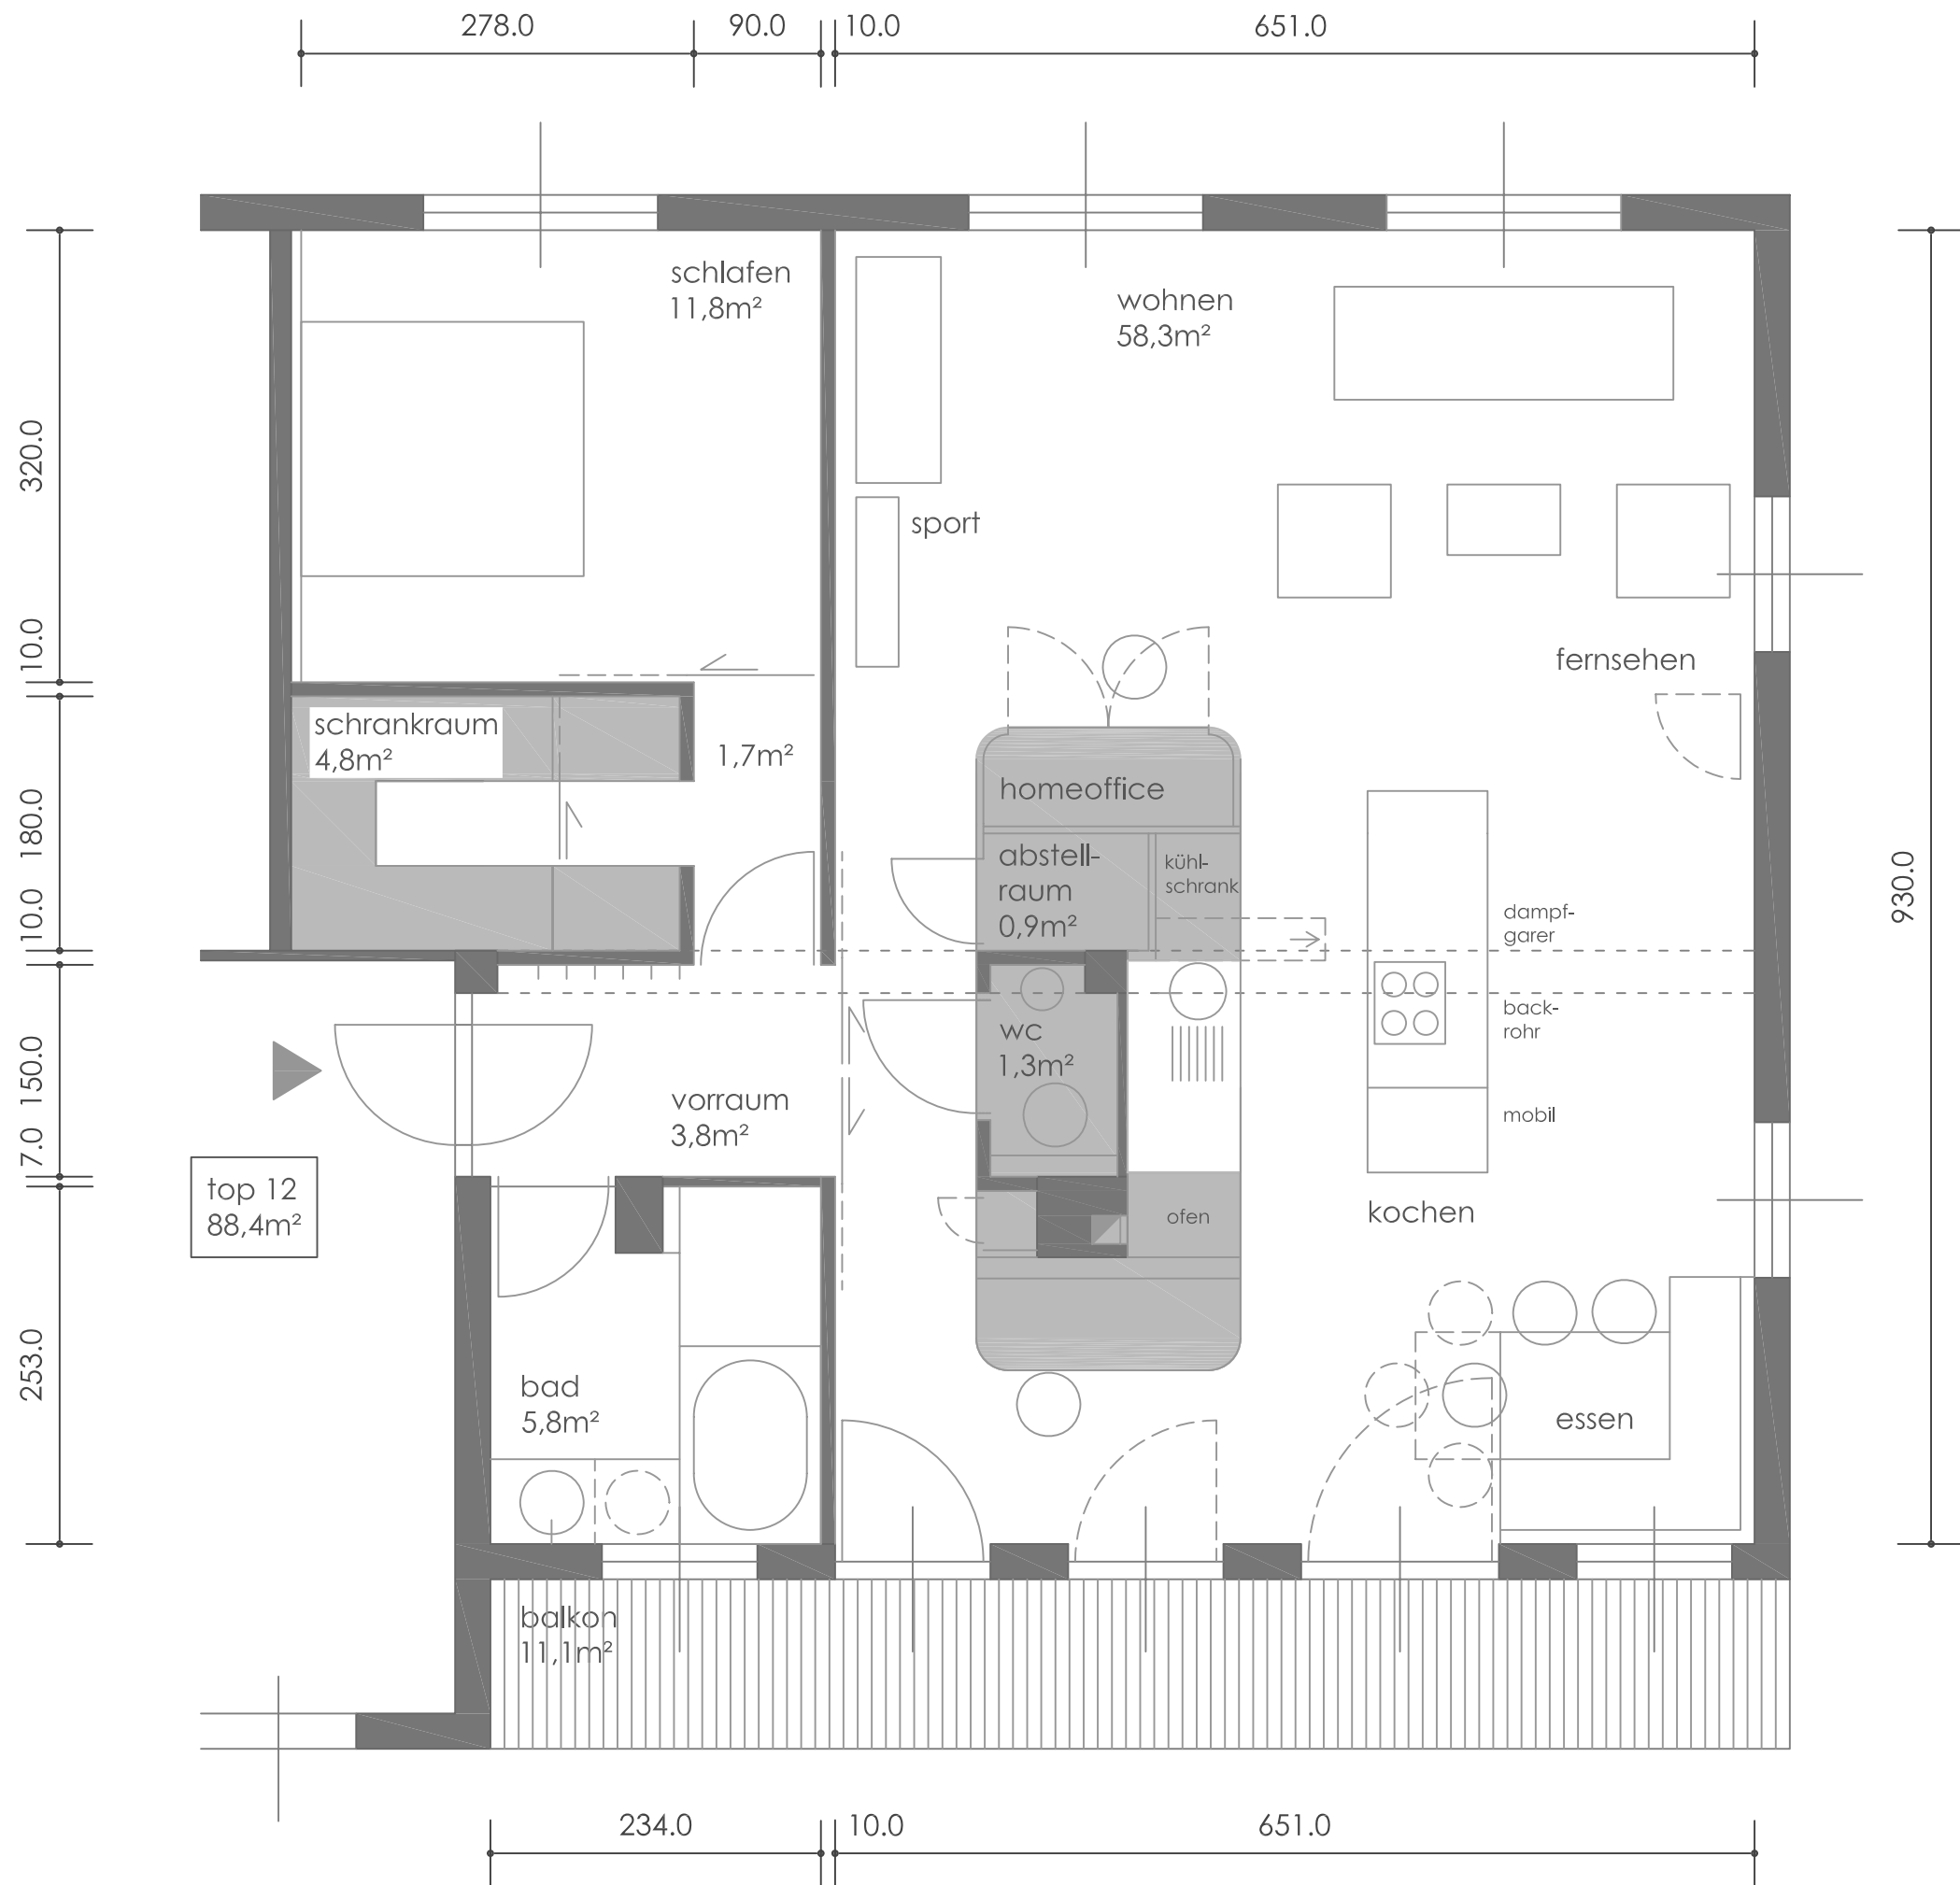 278.0
90.0
10.0
651.0
schlafen
11,8m²
wohnen
58,3m²
320.0
10.0
sport
fernsehen
schrankraum
4,8m²
1,7m²
homeoffice
180.0
abstell-
raum
0,9m²
kühl-
schrank
930.0
dampf-
garer
10.0
back-
rohr
wc
1,3m²
150.0
vorraum
3,8m²
mobil
7.0
top 12
88,4m²
ofen
kochen
253.0
bad
5,8m²
essen
balkon
11,1m²
234.0
10.0
651.0